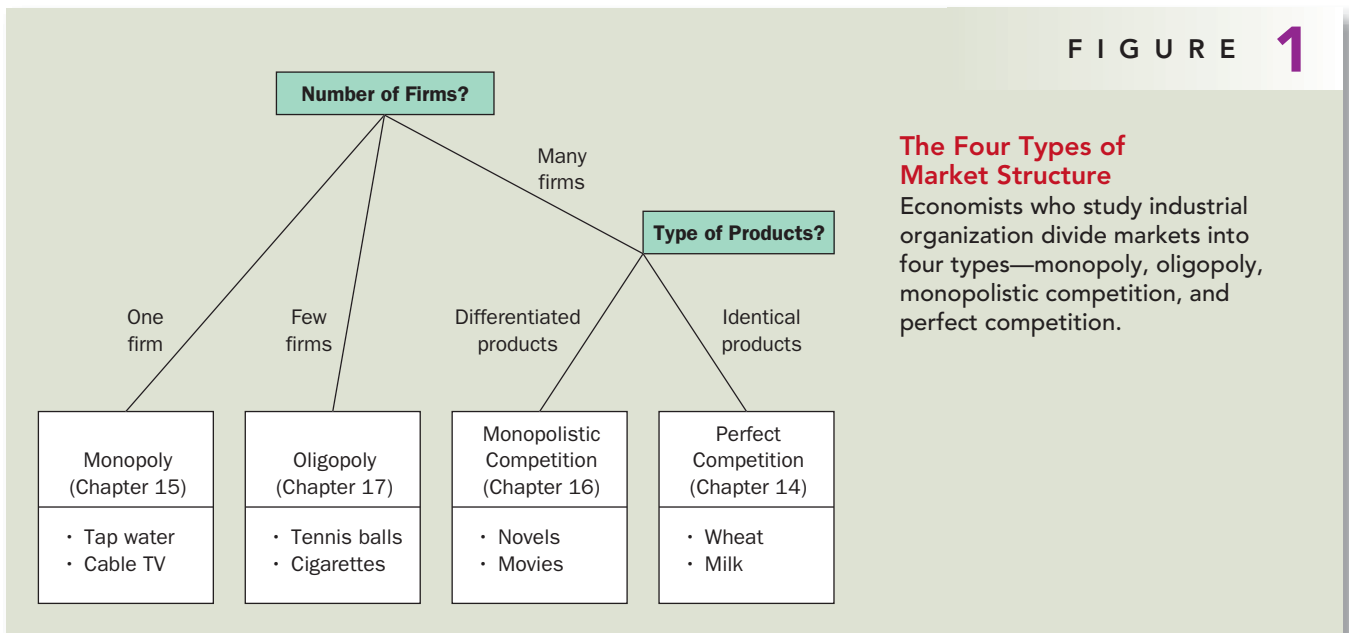 FIGURE 1
The Four Types of
Market Structure
Economists who study industrial
organization divide markets into
four types—monopoly, oligopoly,
monopolistic competition, and
perfect competition.
Number of Firms?
Many
firms
Type of Products?
One
firm
Few
firms
Differentiated
products
Identical
products
Monopoly
(Chapter 15)
• Tap water
• Cable TV
Oligopoly
(Chapter 17)
• Tennis balls
• Cigarettes
Monopolistic
Competition
(Chapter 16)
• Novels
• Movies
Perfect
Competition
(Chapter 14)
• Wheat
• Milk